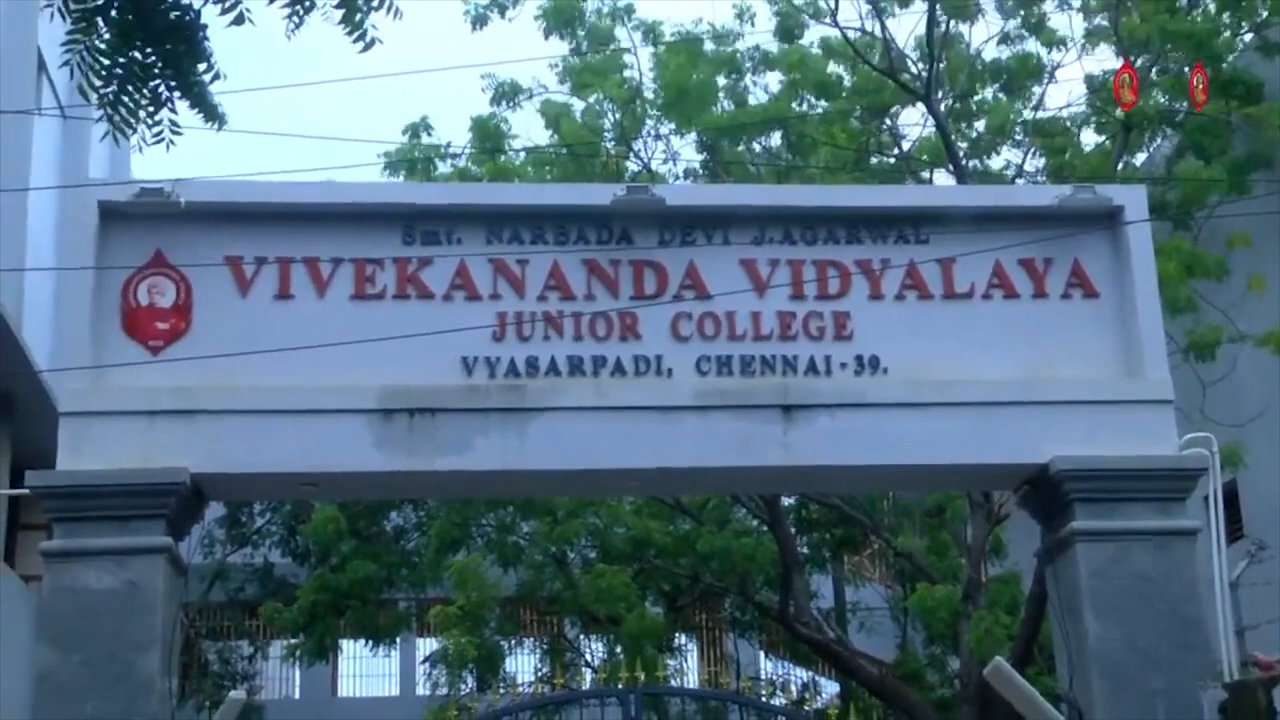 Smt. NARBADA DEVI J.AGARWAL
VIVEKANANDA VIDYALAYA
JUNIOR COLLEGE
VYASARPADI, CHENNAI-39.